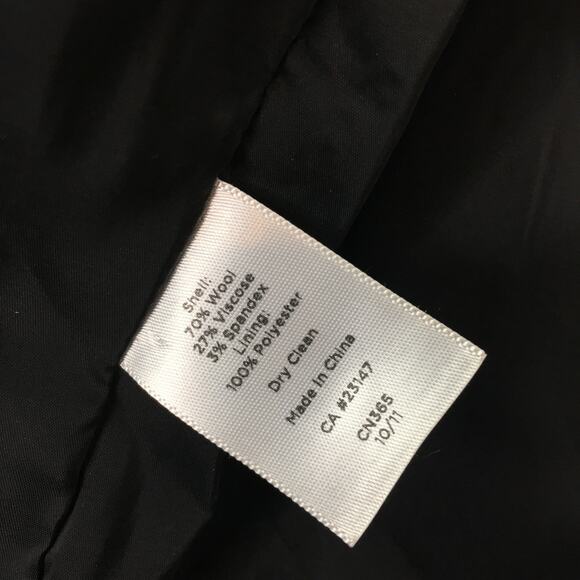 Shell:
70% Wool
27% Viscose
3% Spandex
Lining:
100% Polyester
Dry Clean
Made In China
CA #23147
CN365
10/11